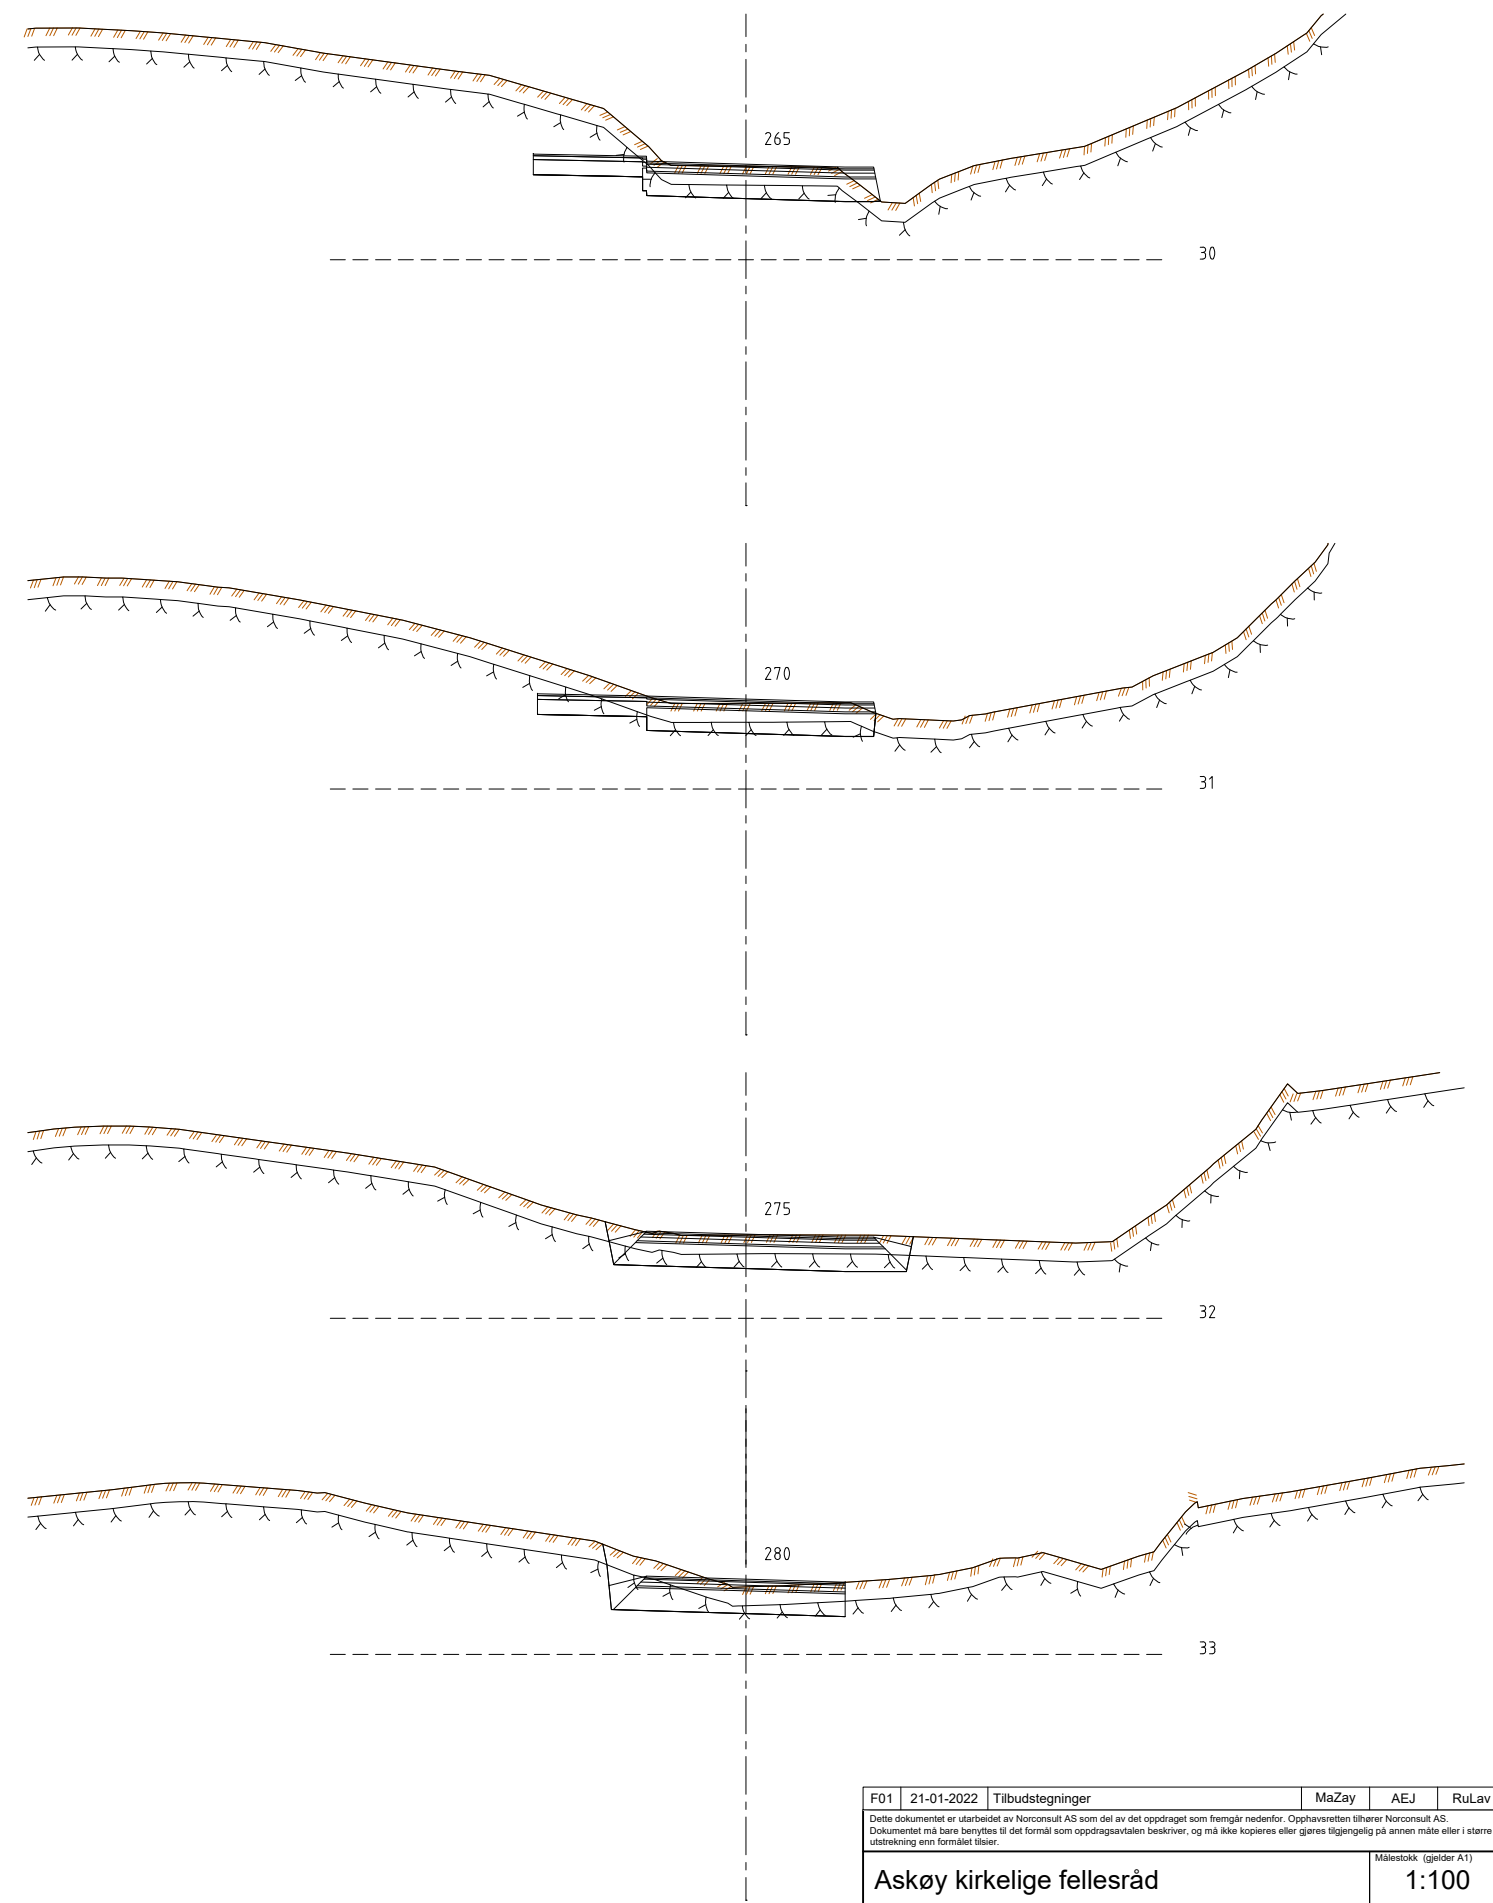 265
30
270
31
275
32
280
33
F01 21-01-2022 Tilbudstegninger MaZay AEJ RuLav
Dette dokumentet er utarbeidet av Norconsult AS som del av det oppdraget som fremgår nedenfor. Opphavsretten tilhører Norconsult AS.
Dokumentet må bare benyttes til det formål som oppdragsavtalen beskriver, og må ikke kopieres eller gjøres tilgjengelig på annen måte eller i større
utstrekning enn formålet tilsier.
Målestokk (gjelder A1)
Askøy kirkelige fellesråd 1:100